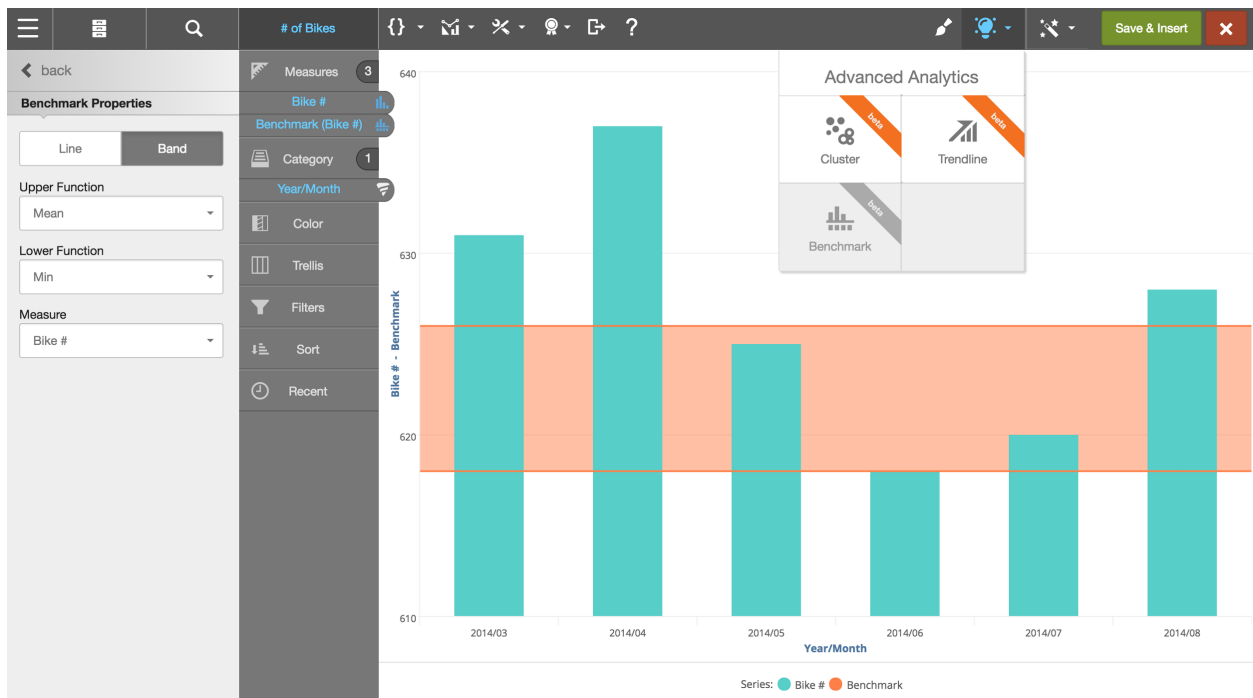 # of Bikes
{}
?
Save & Insert
back
Benchmark Properties
Line
Band
Upper Function
Mean
Lower Function
Min
Measure
Bike #
Measures
3
Bike #
Benchmark (Bike #)
Category
1
Year/Month
Color
Trellis
Filters
Sort
Recent
Advanced Analytics
Cluster
beta
Trendline
beta
Benchmark
beta
640
630
620
610
Bike # - Benchmark
2014/03
2014/04
2014/05
2014/06
2014/07
2014/08
Year/Month
Series: Bike # Benchmark